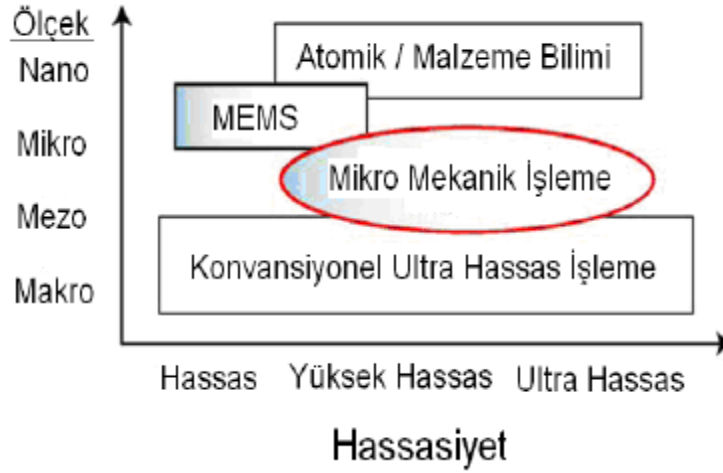 Ölçek
Nano
Mikro
Mezo
Makro
Atomik / Malzeme Bilimi
MEMS
Mikro Mekanik İşleme
Konvansiyonel Ultra Hassas İşleme
Hassas Yüksek Hassas Ultra Hassas
Hassasiyet